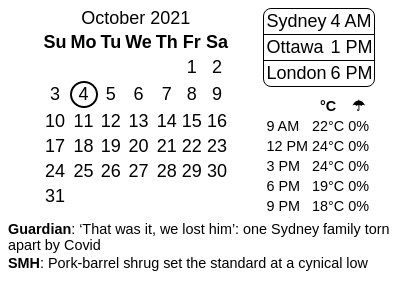 October 2021
Su Mo Tu We Th Fr Sa
1 2
3 4 5 6 7 8 9
10 11 12 13 14 15 16
17 18 19 20 21 22 23
24 25 26 27 28 29 30
31
Sydney 4 AM
Ottawa 1 PM
London 6 PM
°C ☂
9 AM 22°C 0%
12 PM 24°C 0%
3 PM 24°C 0%
6 PM 19°C 0%
9 PM 18°C 0%
Guardian: ‘That was it, we lost him’: one Sydney family torn
apart by Covid
SMH: Pork-barrel shrug set the standard at a cynical low